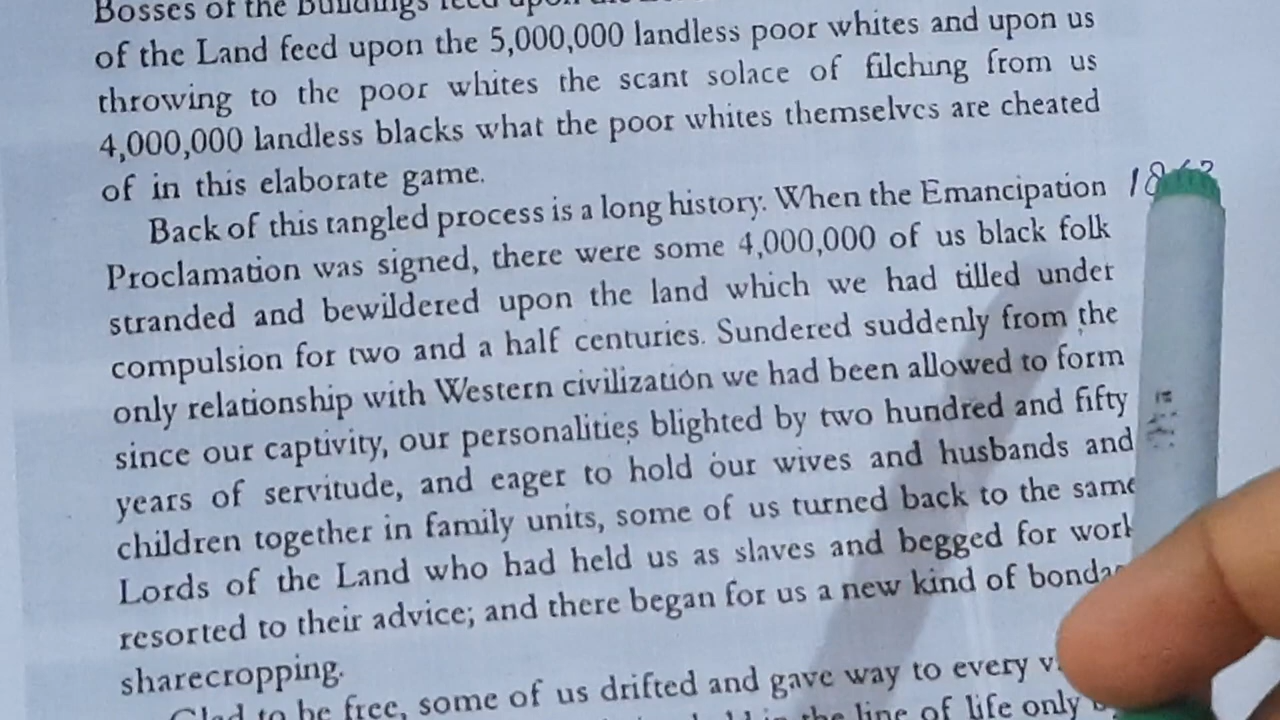 Bosses of the Buildings feed upon
of the Land feed upon the 5,000,000 landless poor whites and upon us
throwing to the poor whites the scant solace of filching from us
4,000,000 landless blacks what the poor whites themselves are cheated
of in this elaborate game.
Back of this tangled process is a long history. When the Emancipation
Proclamation was signed, there were some 4,000,000 of us black folk
stranded and bewildered upon the land which we had tilled under
compulsion for two and a half centuries. Sundered suddenly from the
only relationship with Western civilization we had been allowed to form
since our captivity, our personalities blighted by two hundred and fifty
years of servitude, and eager to hold our wives and husbands and
children together in family units, some of us turned back to the same
Lords of the Land who had held us as slaves and begged for work
resorted to their advice; and there began for us a new kind of
sharecropping.
Glad to be free, some of us drifted and gave way to every
the line of life only